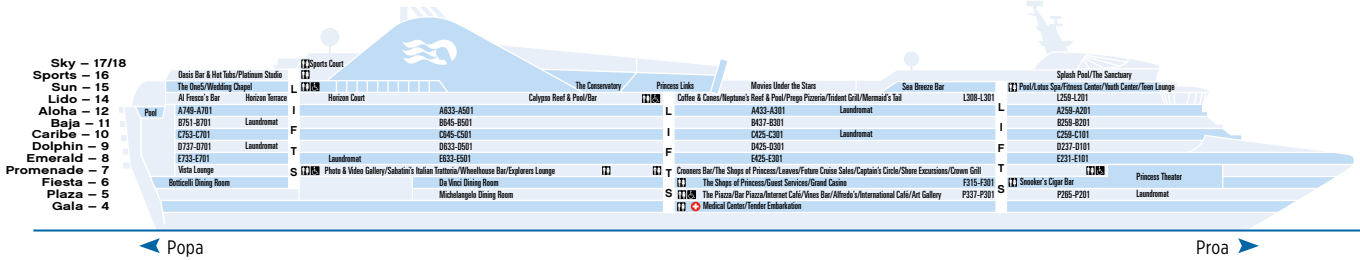 Sky – 17/18 Sports Court
Sports – 16 Oasis Bar & Hot Tubs/Platinum Studio Splash Pool/The Sanctuary
Sun – 15 The One5/Wedding Chapel The Conservatory Princess Links Movies Under the Stars Sea Breeze Bar Pool/Lotus Spa/Fitness Center/Youth Center/Teen Lounge
Lido – 14 Al Fresco's Bar Horizon Terrace Horizon Court Calypso Reef & Pool/Bar Coffee & Cones/Neptune's Reef & Pool/Prego Pizzeria/Trident Grill/Mermaid's Tail L308-L301 L259-L201
Aloha – 12 Pool A749-A701 A633-A501 A433-A301 Laundromat A259-A201
Baja – 11 B751-B701 Laundromat B645-B501 B437-B301 B259-B201
Caribe – 10 C753-C701 C645-C501 C425-C301 Laundromat C259-C101
Dolphin – 9 D737-D701 Laundromat D633-D501 D425-D301 D237-D101
Emerald – 8 E733-E701 Laundromat E633-E501 E425-E301 E231-E101
Promenade – 7 Vista Lounge Photo & Video Gallery/Sabatini's Italian Trattoria/Wheelhouse Bar/Explorers Lounge Crooners Bar/The Shops of Princess/Leaves/Future Cruise Sales/Captain's Circle/Shore Excursions/Crown Grill Princess Theater
Fiesta – 6 Botticelli Dining Room Da Vinci Dining Room The Shops of Princess/Guest Services/Grand Casino F315-F301 Snooker's Cigar Bar
Plaza – 5 Michelangelo Dining Room The Piazza/Bar Piazza/Internet Café/Vines Bar/Alfredo's/International Café/Art Gallery P337-P301 P265-P201 Laundromat
Gala – 4 Medical Center/Tender Embarkation
LIFTS
LIFTS
LIFTS
Popa Proa